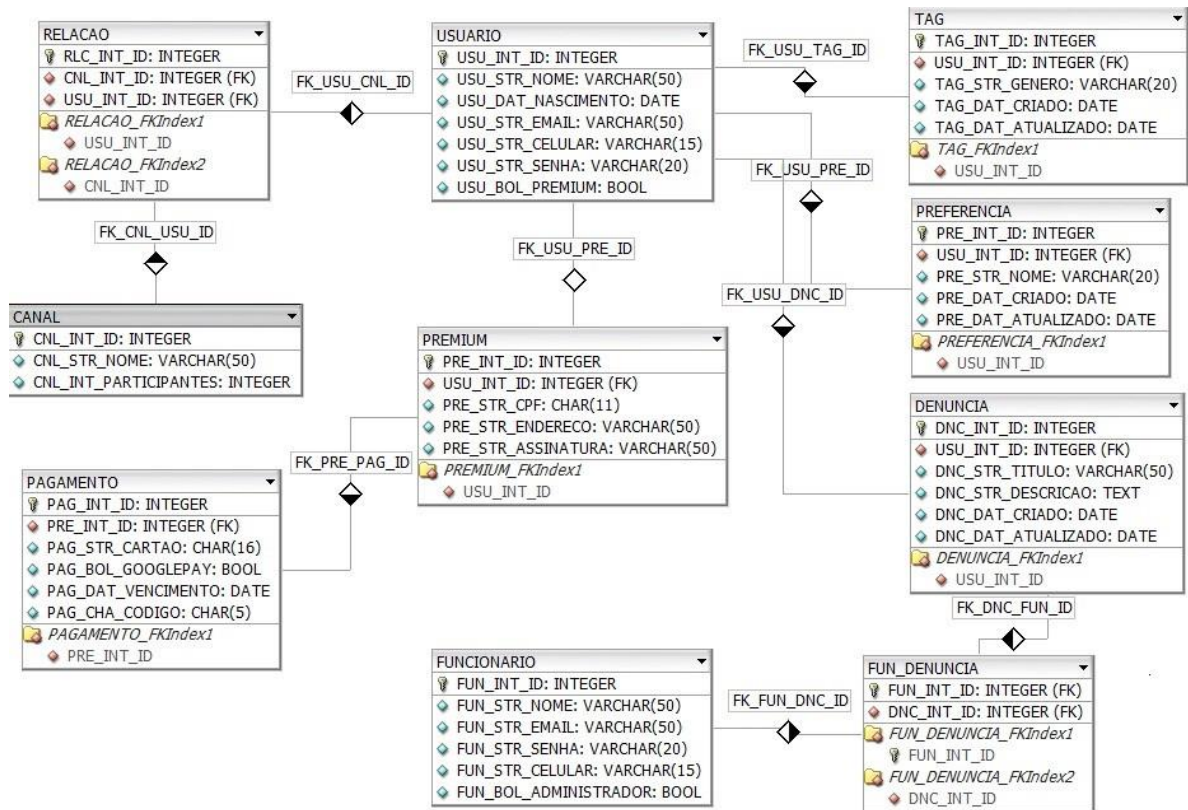 RELACAO
RLC_INT_ID: INTEGER
CNL_INT_ID: INTEGER (FK)
USU_INT_ID: INTEGER (FK)
RELACAO_FKIndex1
USU_INT_ID
RELACAO_FKIndex2
CNL_INT_ID
FK_USU_CNL_ID
USUARIO
USU_INT_ID: INTEGER
USU_STR_NOME: VARCHAR(50)
USU_DAT_NASCIMENTO: DATE
USU_STR_EMAIL: VARCHAR(50)
USU_STR_CELULAR: VARCHAR(15)
USU_STR_SENHA: VARCHAR(20)
USU_BOL_PREMIUM: BOOL
FK_USU_TAG_ID
TAG
TAG_INT_ID: INTEGER
USU_INT_ID: INTEGER (FK)
TAG_STR_GENERO: VARCHAR(20)
TAG_DAT_CRIADO: DATE
TAG_DAT_ATUALIZADO: DATE
TAG_FKIndex1
USU_INT_ID
FK_USU_PRE_ID
FK_CNL_USU_ID
FK_USU_PRE_ID
PREFERENCIA
PRE_INT_ID: INTEGER
USU_INT_ID: INTEGER (FK)
PRE_STR_NOME: VARCHAR(20)
PRE_DAT_CRIADO: DATE
PRE_DAT_ATUALIZADO: DATE
PREFERENCIA_FKIndex1
USU_INT_ID
FK_USU_DNC_ID
CANAL
CNL_INT_ID: INTEGER
CNL_STR_NOME: VARCHAR(50)
CNL_INT_PARTICIPANTES: INTEGER
PREMIUM
PRE_INT_ID: INTEGER
USU_INT_ID: INTEGER (FK)
PRE_STR_CPF: CHAR(11)
PRE_STR_ENDERECO: VARCHAR(50)
PRE_STR_ASSINATURA: VARCHAR(50)
PREMIUM_FKIndex1
USU_INT_ID
FK_PRE_PAG_ID
DENUNCIA
DNC_INT_ID: INTEGER
USU_INT_ID: INTEGER (FK)
DNC_STR_TITULO: VARCHAR(50)
DNC_STR_DESCRICAO: TEXT
DNC_DAT_CRIADO: DATE
DNC_DAT_ATUALIZADO: DATE
DENUNCIA_FKIndex1
USU_INT_ID
PAGAMENTO
PAG_INT_ID: INTEGER
PRE_INT_ID: INTEGER (FK)
PAG_STR_CARTAO: CHAR(16)
PAG_BOL_GOOGLEPAY: BOOL
PAG_DAT_VENCIMENTO: DATE
PAG_CHA_CODIGO: CHAR(5)
PAGAMENTO_FKIndex1
PRE_INT_ID
FK_DNC_FUN_ID
FUNCIONARIO
FUN_INT_ID: INTEGER
FUN_STR_NOME: VARCHAR(50)
FUN_STR_EMAIL: VARCHAR(50)
FUN_STR_SENHA: VARCHAR(20)
FUN_STR_CELULAR: VARCHAR(15)
FUN_BOL_ADMINISTRADOR: BOOL
FK_FUN_DNC_ID
FUN_DENUNCIA
FUN_INT_ID: INTEGER (FK)
DNC_INT_ID: INTEGER (FK)
FUN_DENUNCIA_FKIndex1
FUN_INT_ID
FUN_DENUNCIA_FKIndex2
DNC_INT_ID